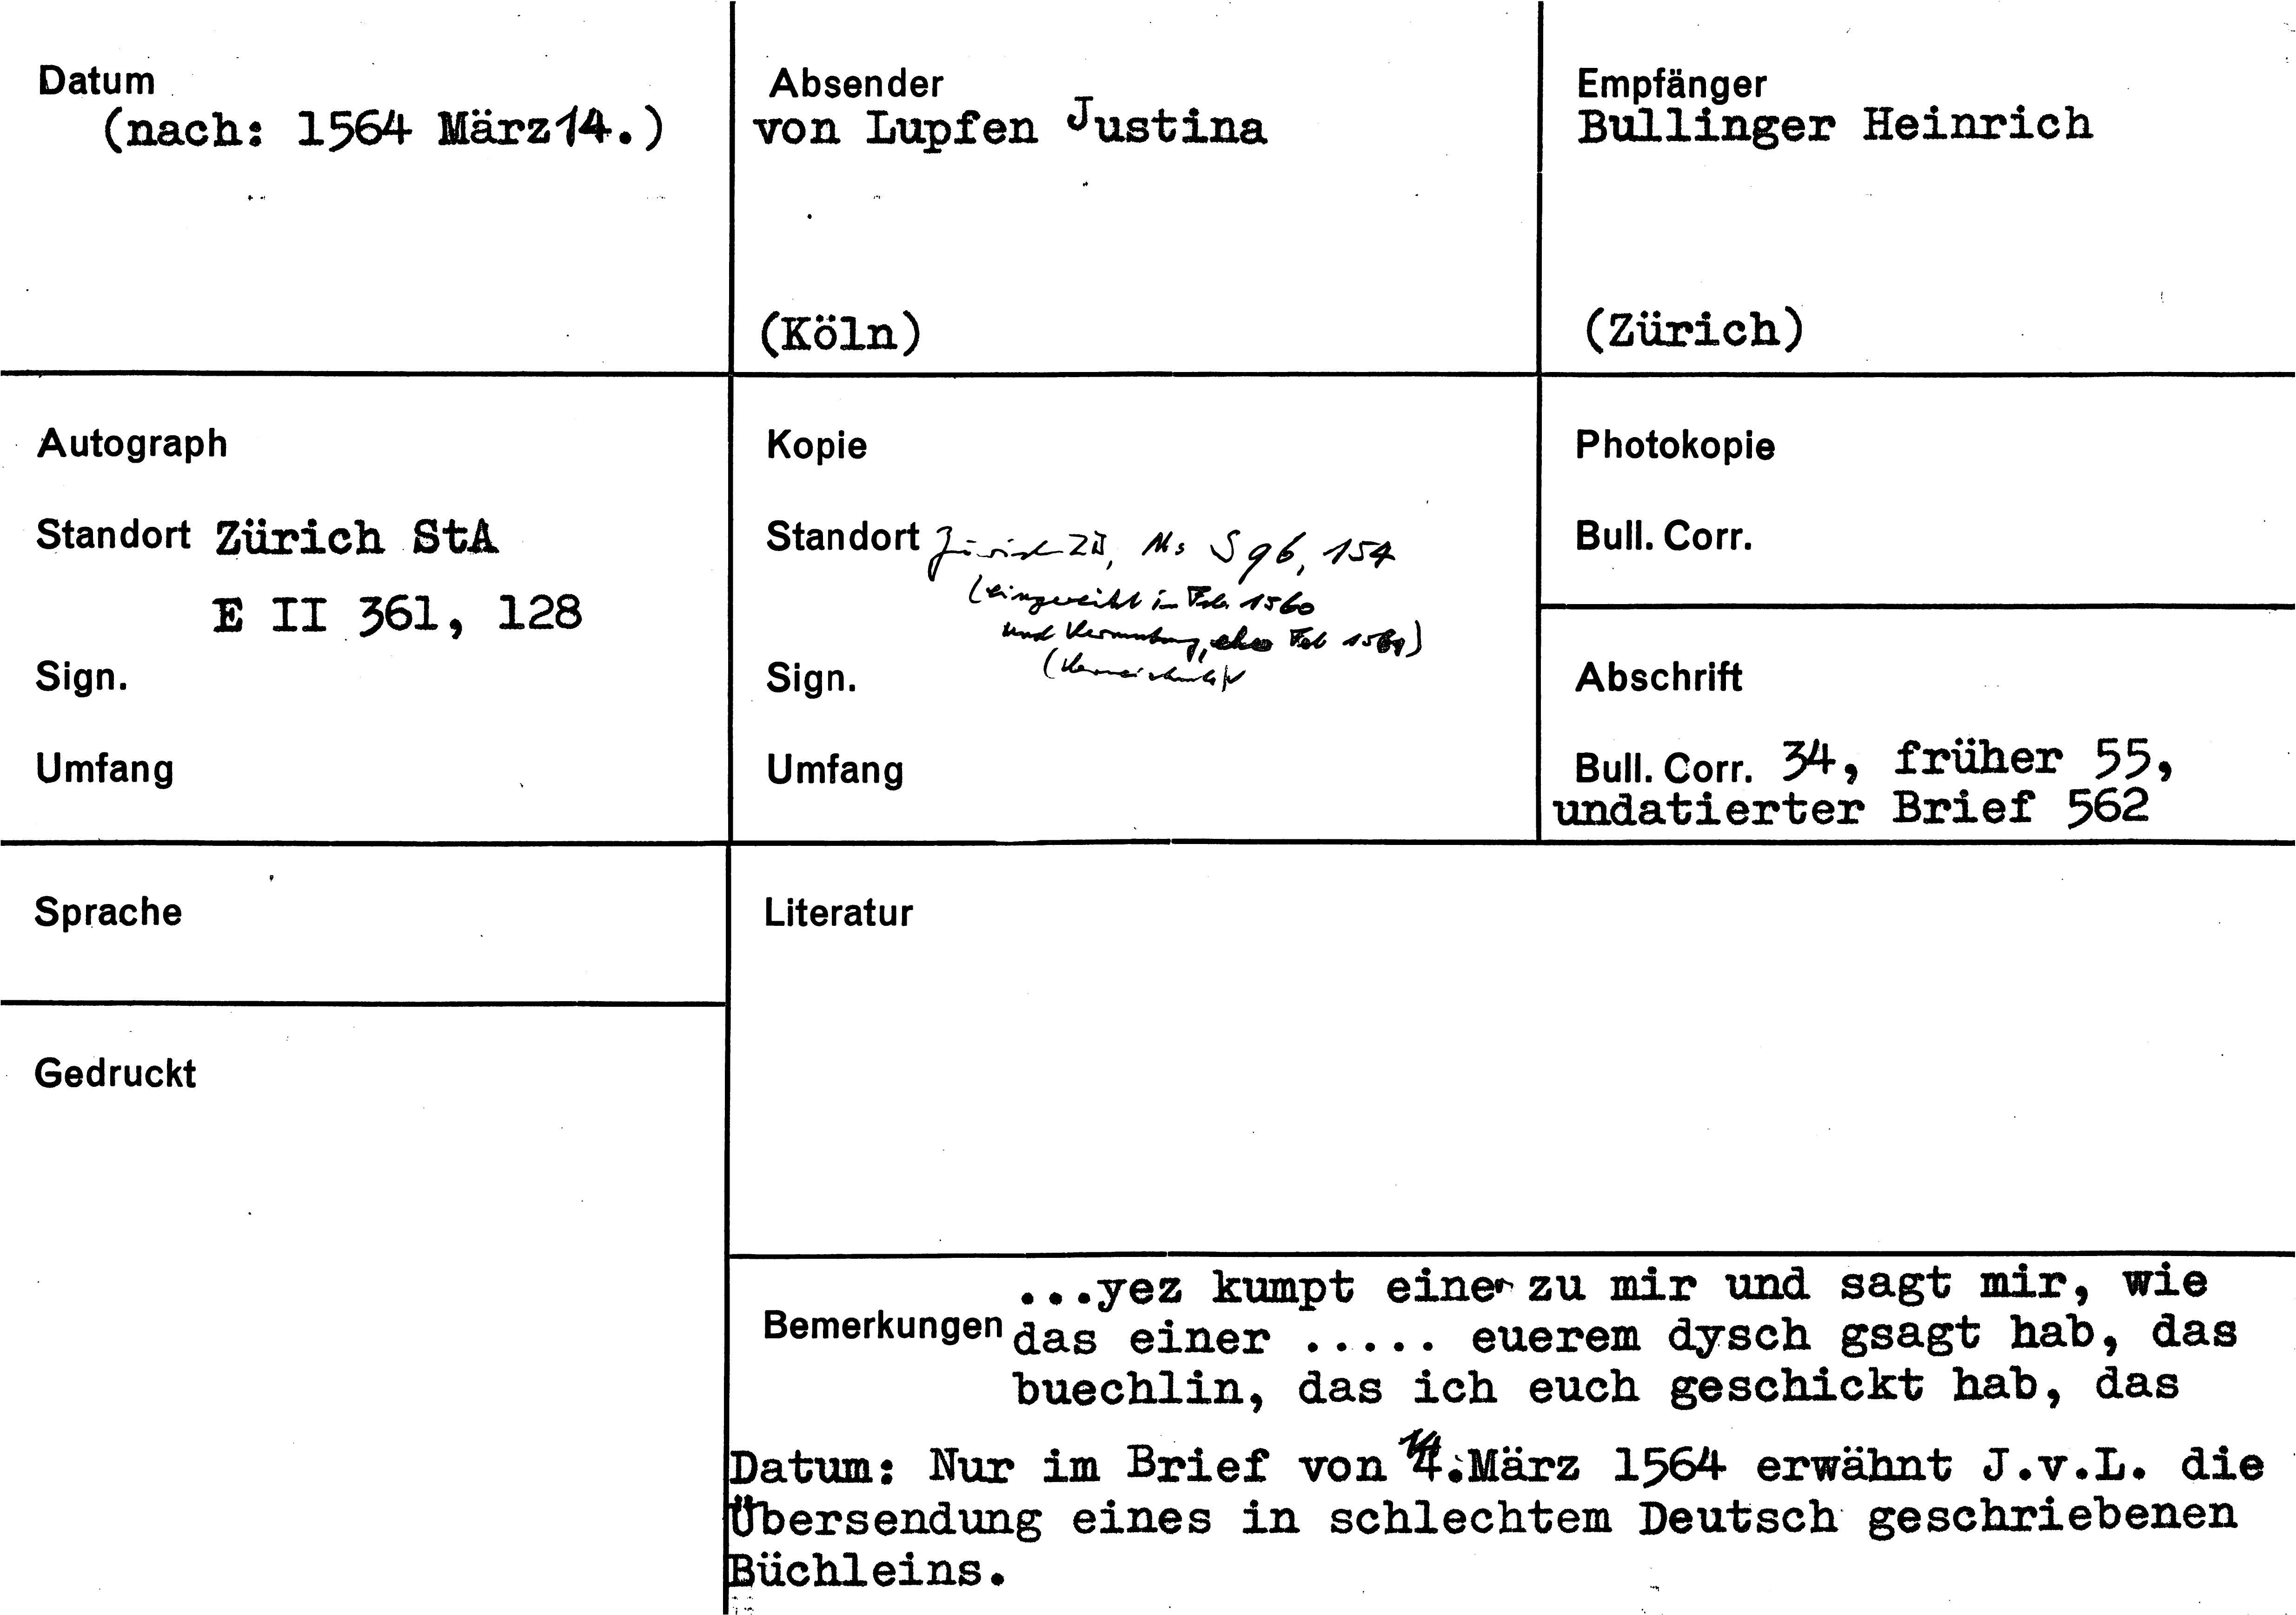 Datum
(nach: 1564 März 14.)
Absender
von Lupfen Justina
(Köln)
Empfänger
Bullinger Heinrich
(Zürich)
Autograph
Standort Zürich StA
E II 361, 128
Sign.
Umfang
Kopie
Standort Zürich ZB, Ms S 96, 154
(eingereiht in Feb. 1560
und Vermutung, eher Feb 1569)
Sign.
Umfang
Photokopie
Bull. Corr.
Abschrift
Bull. Corr. 34, früher 55,
undatierter Brief 562
Sprache
Gedruckt
Literatur
Bemerkungen
...yez kumpt einer zu mir und sagt mir, wie
das einer ..... euerem dysch gsagt hab, das
buechlin, das ich euch geschickt hab, das
Datum: Nur im Brief von 14. März 1564 erwähnt J.v.L. die
Übersendung eines in schlechtem Deutsch geschriebenen
Büchleins.